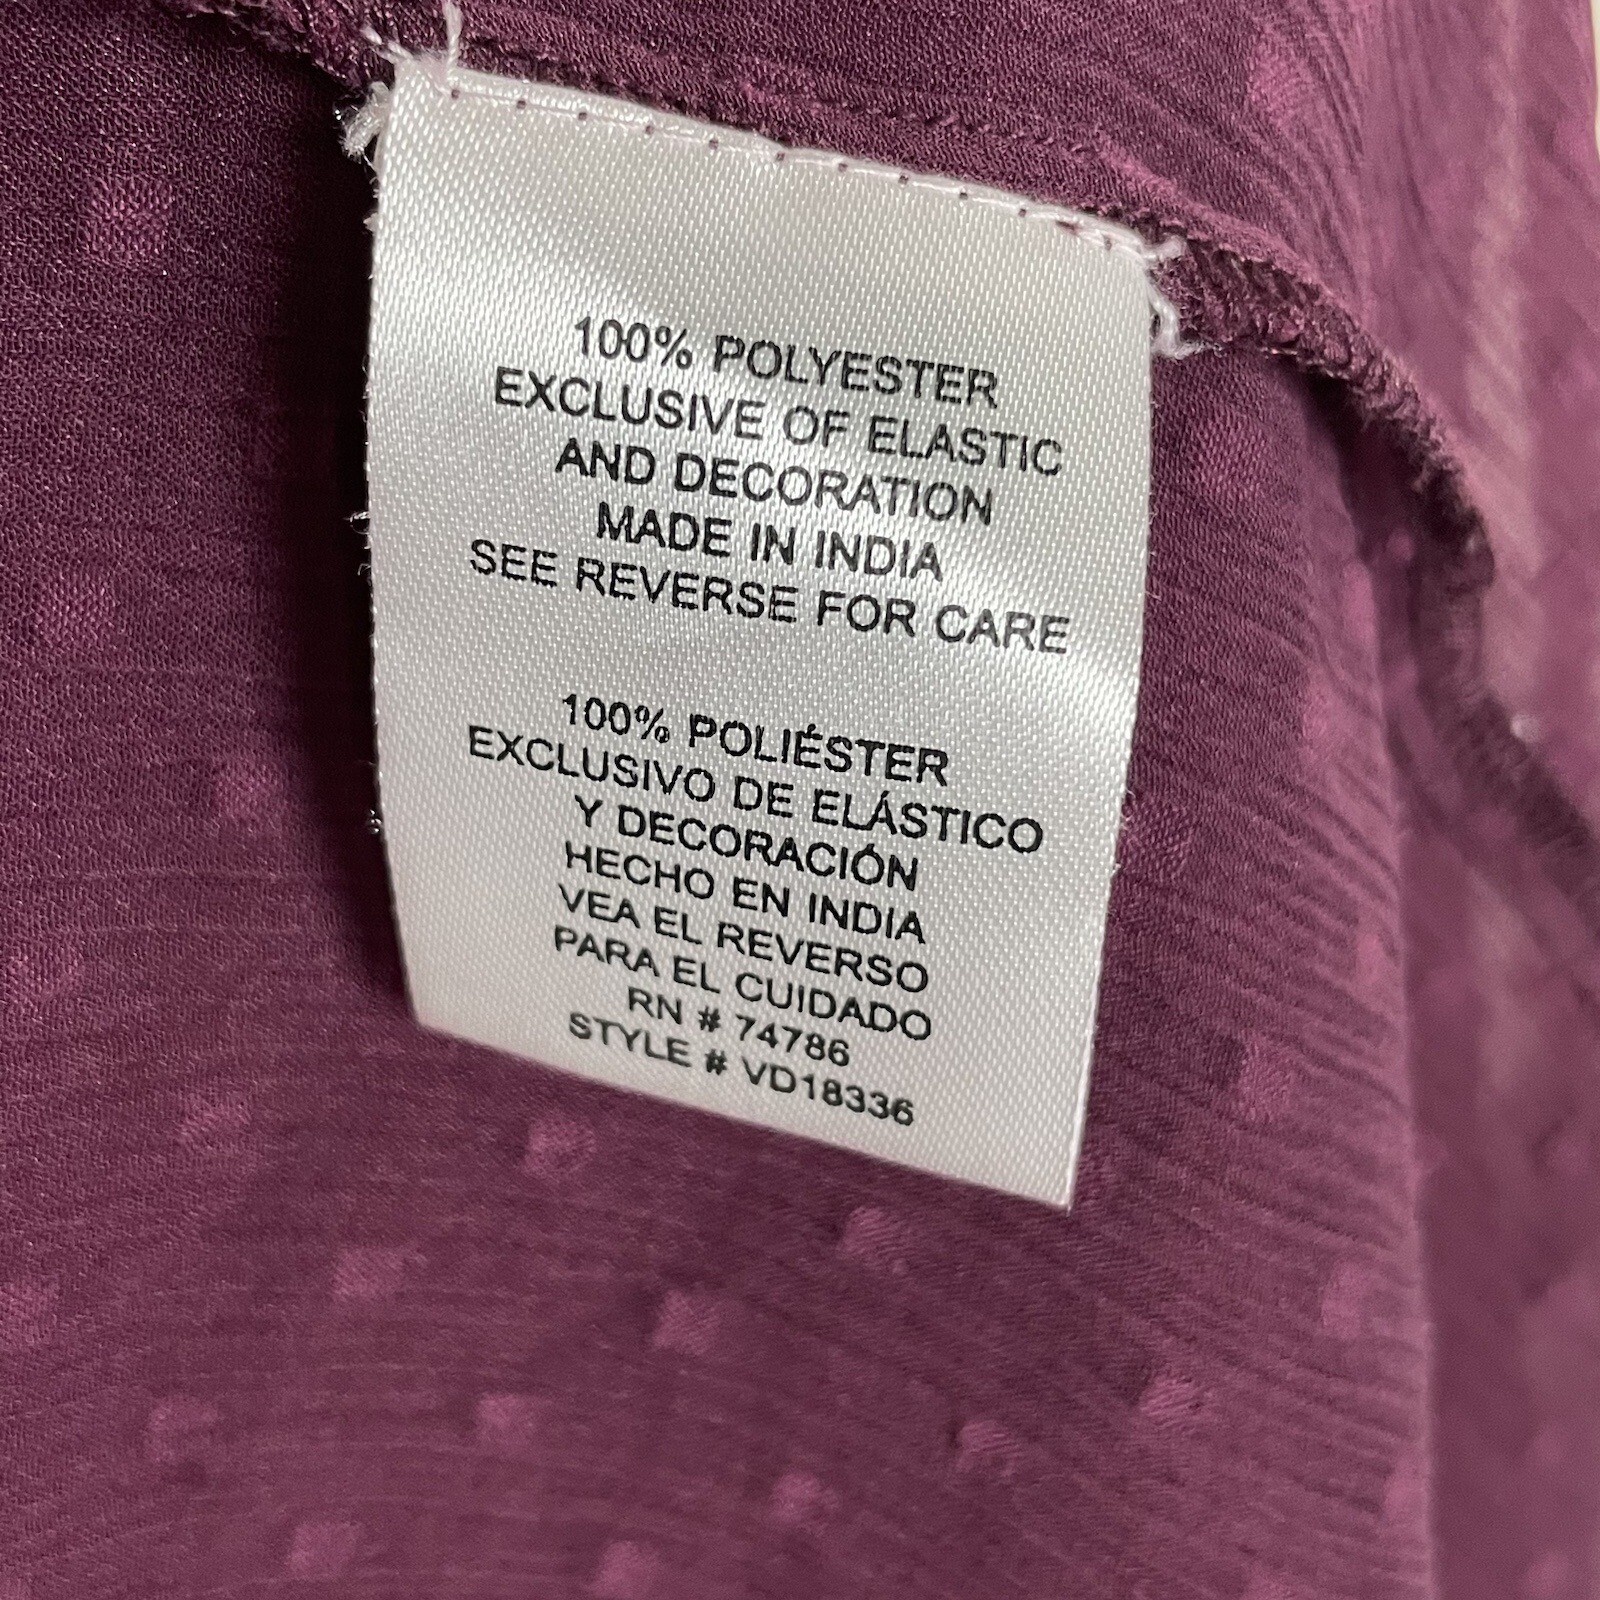 100% POLYESTER
EXCLUSIVE OF ELASTIC
AND DECORATION
MADE IN INDIA
SEE REVERSE FOR CARE
100% POLIÉSTER
EXCLUSIVO DE ELÁSTICO
Y DECORACIÓN
HECHO EN INDIA
VEA EL REVERSO
PARA EL CUIDADO
RN # 74786
STYLE # VD18336